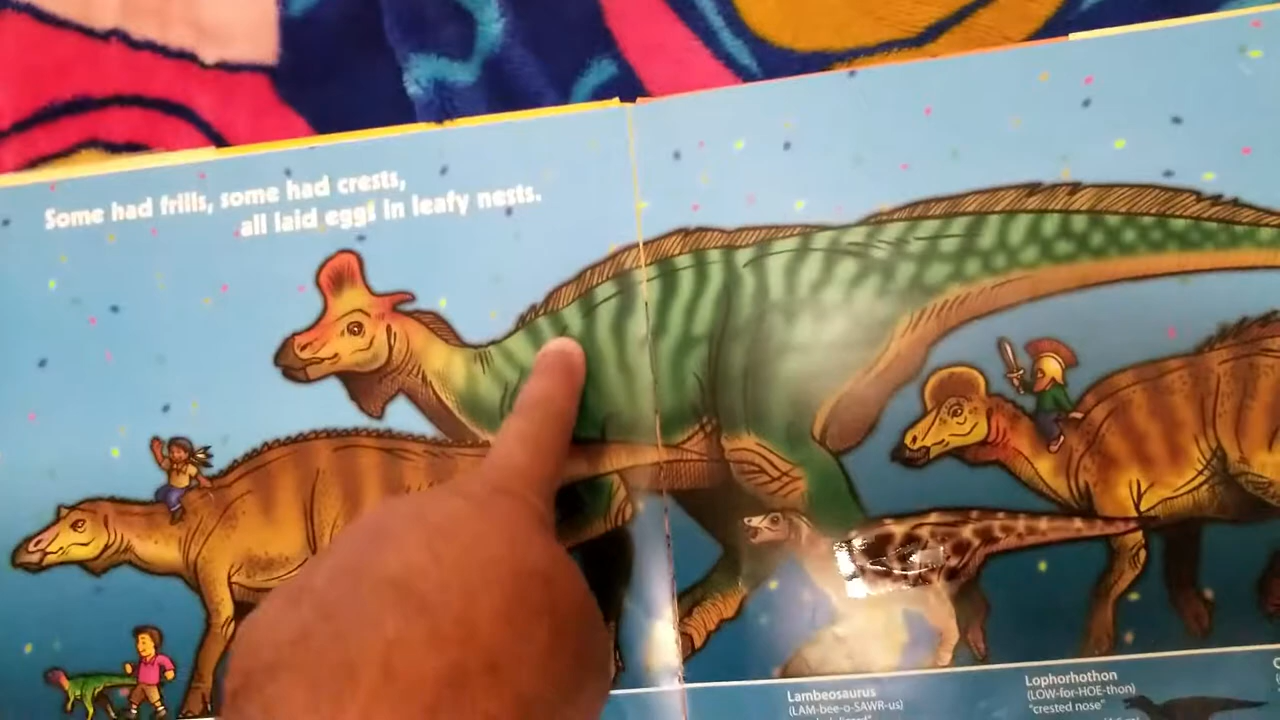 Some had frills, some had crests,
all laid eggs in leafy nests.
Lambeosaurus
(LAM-bee-o-SAWR-us)
Lophorhothon
(LOW-for-HOE-thon)
"crested nose"